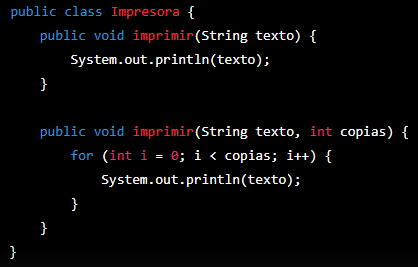 public class Impresora {
    public void imprimir(String texto) {
        System.out.println(texto);
    }

    public void imprimir(String texto, int copias) {
        for (int i = 0; i < copias; i++) {
            System.out.println(texto);
        }
    }
}